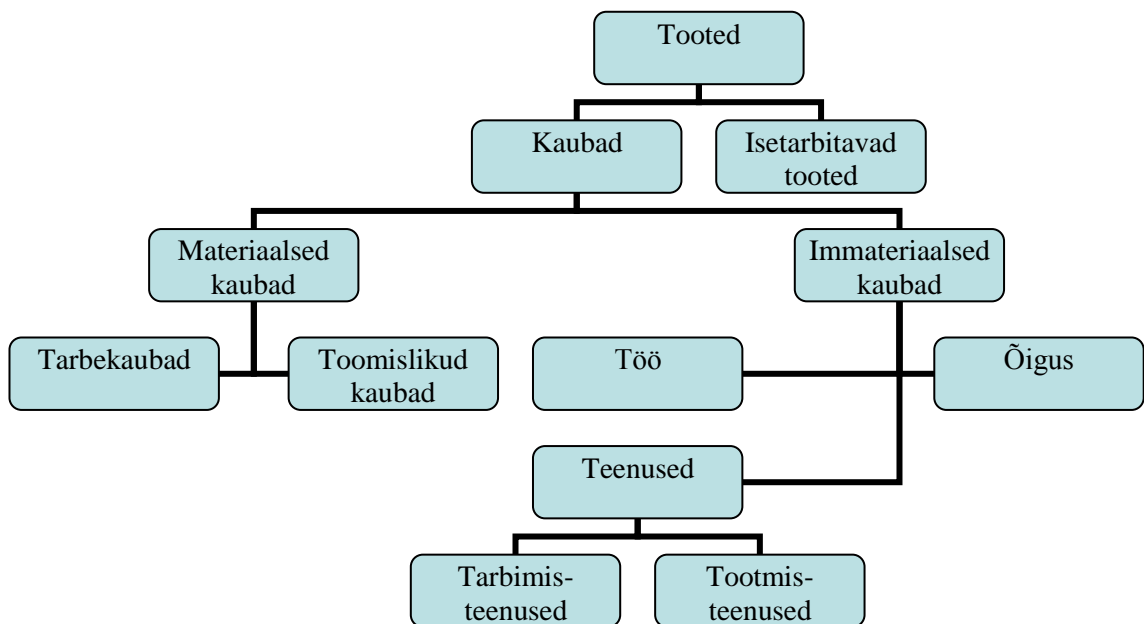 Tooted
Kaubad
Isetarbitavad
tooted
Materiaalsed
kaubad
Immateriaalsed
kaubad
Tarbekaubad
Toomislikud
kaubad
Töö
Õigus
Teenused
Tarbimis-
teenused
Tootmis-
teenused